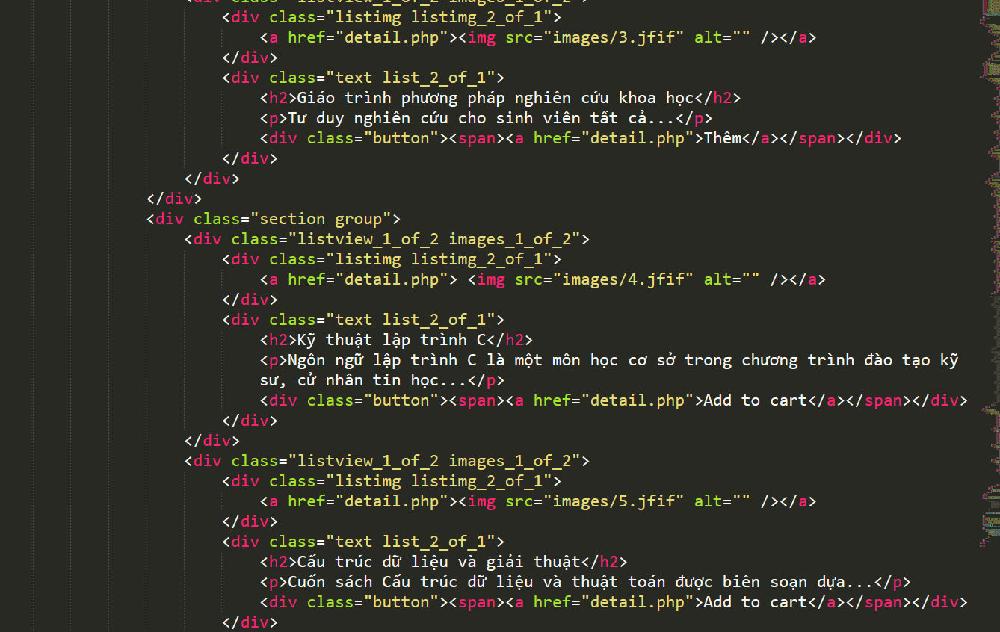 <div class="listview_1_of_2 images_1_of_2">
<div class="listimg listimg_2_of_1">
<a href="detail.php"><img src="images/3.jfif" alt="" /></a>
</div>
<div class="text list_2_of_1">
<h2>Giáo trình phương pháp nghiên cứu khoa học</h2>
<p>Tư duy nghiên cứu cho sinh viên tất cả...</p>
<div class="button"><span><a href="detail.php">Thêm</a></span></div>
</div>
</div>
</div>
<div class="section group">
<div class="listview_1_of_2 images_1_of_2">
<div class="listimg listimg_2_of_1">
<a href="detail.php"> <img src="images/4.jfif" alt="" /></a>
</div>
<div class="text list_2_of_1">
<h2>Kỹ thuật lập trình C</h2>
<p>Ngôn ngữ lập trình C là một môn học cơ sở trong chương trình đào tạo kỹ
sư, cử nhân tin học...</p>
<div class="button"><span><a href="detail.php">Add to cart</a></span></div>
</div>
</div>
<div class="listview_1_of_2 images_1_of_2">
<div class="listimg listimg_2_of_1">
<a href="detail.php"><img src="images/5.jfif" alt="" /></a>
</div>
<div class="text list_2_of_1">
<h2>Cấu trúc dữ liệu và giải thuật</h2>
<p>Cuốn sách Cấu trúc dữ liệu và thuật toán được biên soạn dựa...</p>
<div class="button"><span><a href="detail.php">Add to cart</a></span></div>
</div>